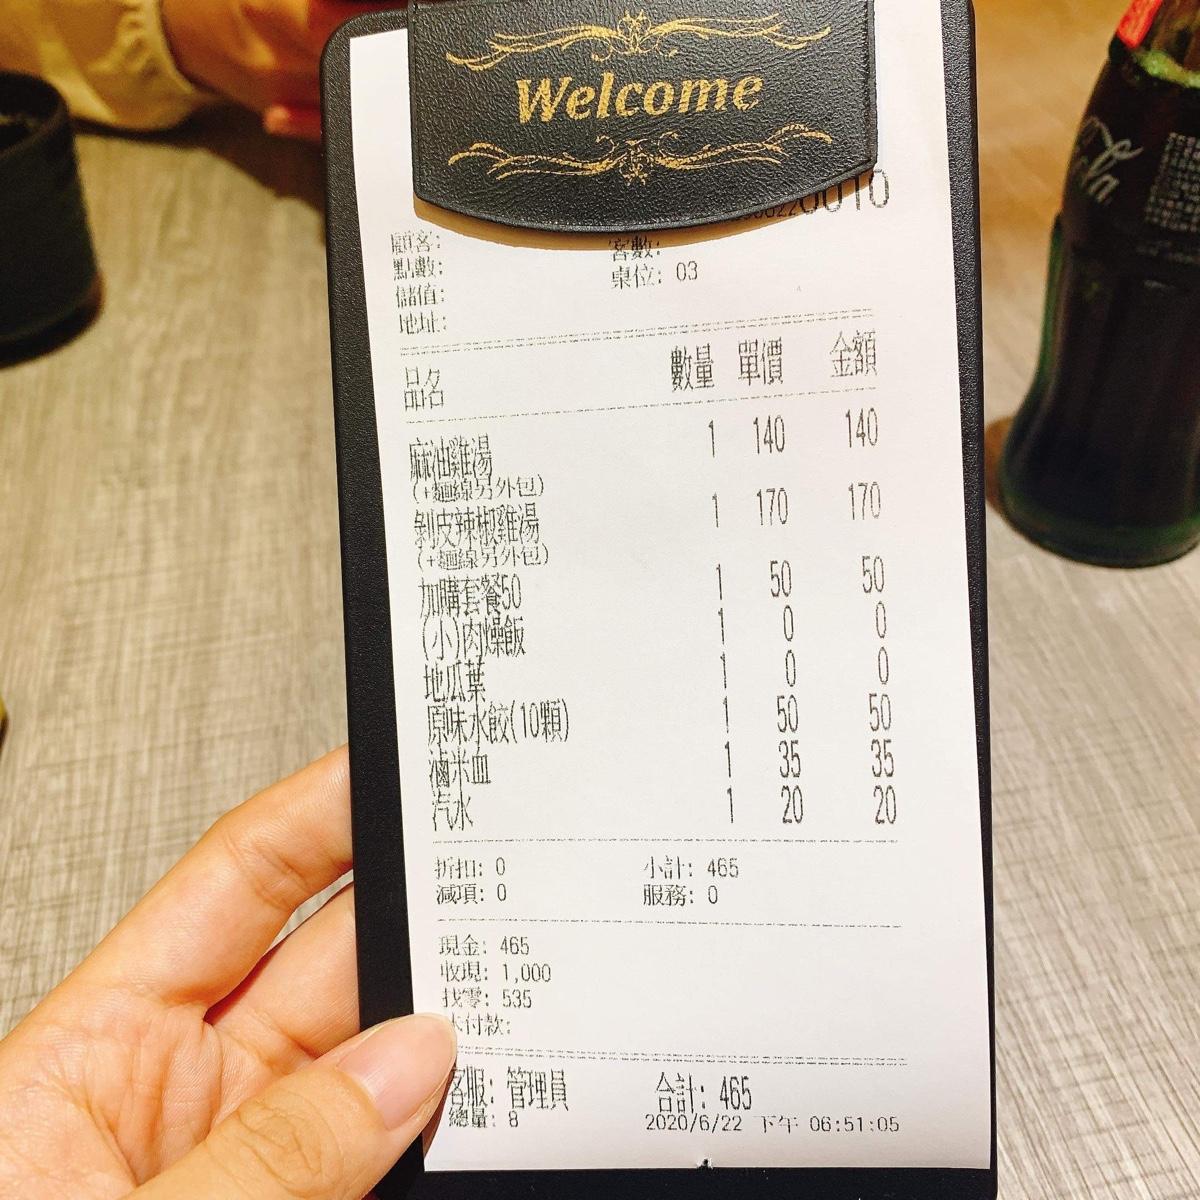 Welcome
0010
顧客:
客數:
點數:
桌位: 03
儲值:
地址:
品名 數量 單價 金額
麻油雞湯 1 140 140
(+麵線另外包)
剝皮辣椒雞湯 1 170 170
(+麵線另外包)
加購套餐50 1 50 50
(小)肉燥飯 1 0 0
地瓜葉 1 0 0
原味水餃(10顆) 1 50 50
滷米血 1 35 35
汽水 1 20 20
折扣: 0 小計: 465
減項: 0 服務: 0
現金: 465
收現: 1,000
找零: 535
未付款:
客服: 管理員 合計: 465
總量: 8 2020/6/22 下午 06:51:05